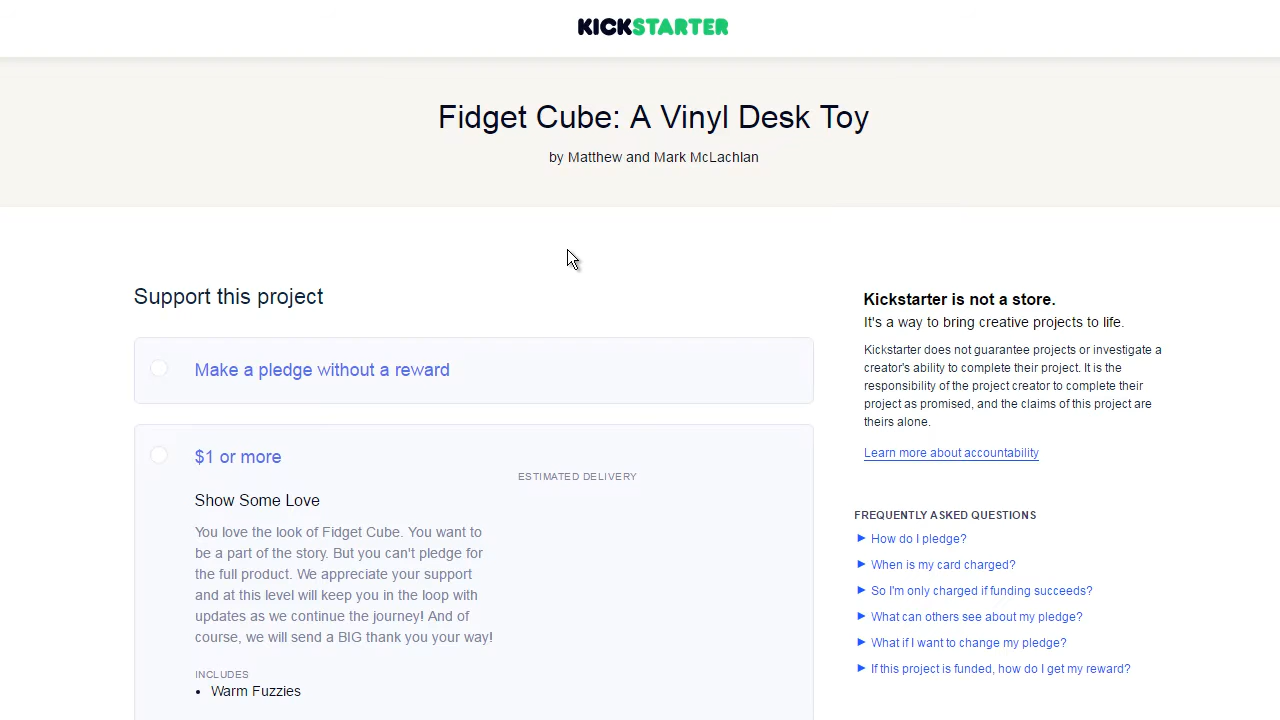 KICKSTARTER
Fidget Cube: A Vinyl Desk Toy
by Matthew and Mark McLachlan
Support this project
Make a pledge without a reward
$1 or more
ESTIMATED DELIVERY
Show Some Love
You love the look of Fidget Cube. You want to
be a part of the story. But you can't pledge for
the full product. We appreciate your support
and at this level will keep you in the loop with
updates as we continue the journey! And of
course, we will send a BIG thank you your way!
INCLUDES
• Warm Fuzzies
Kickstarter is not a store.
It's a way to bring creative projects to life.
Kickstarter does not guarantee projects or investigate a
creator's ability to complete their project. It is the
responsibility of the project creator to complete their
project as promised, and the claims of this project are
theirs alone.
Learn more about accountability
FREQUENTLY ASKED QUESTIONS
How do I pledge?
When is my card charged?
So I'm only charged if funding succeeds?
What can others see about my pledge?
What if I want to change my pledge?
If this project is funded, how do I get my reward?